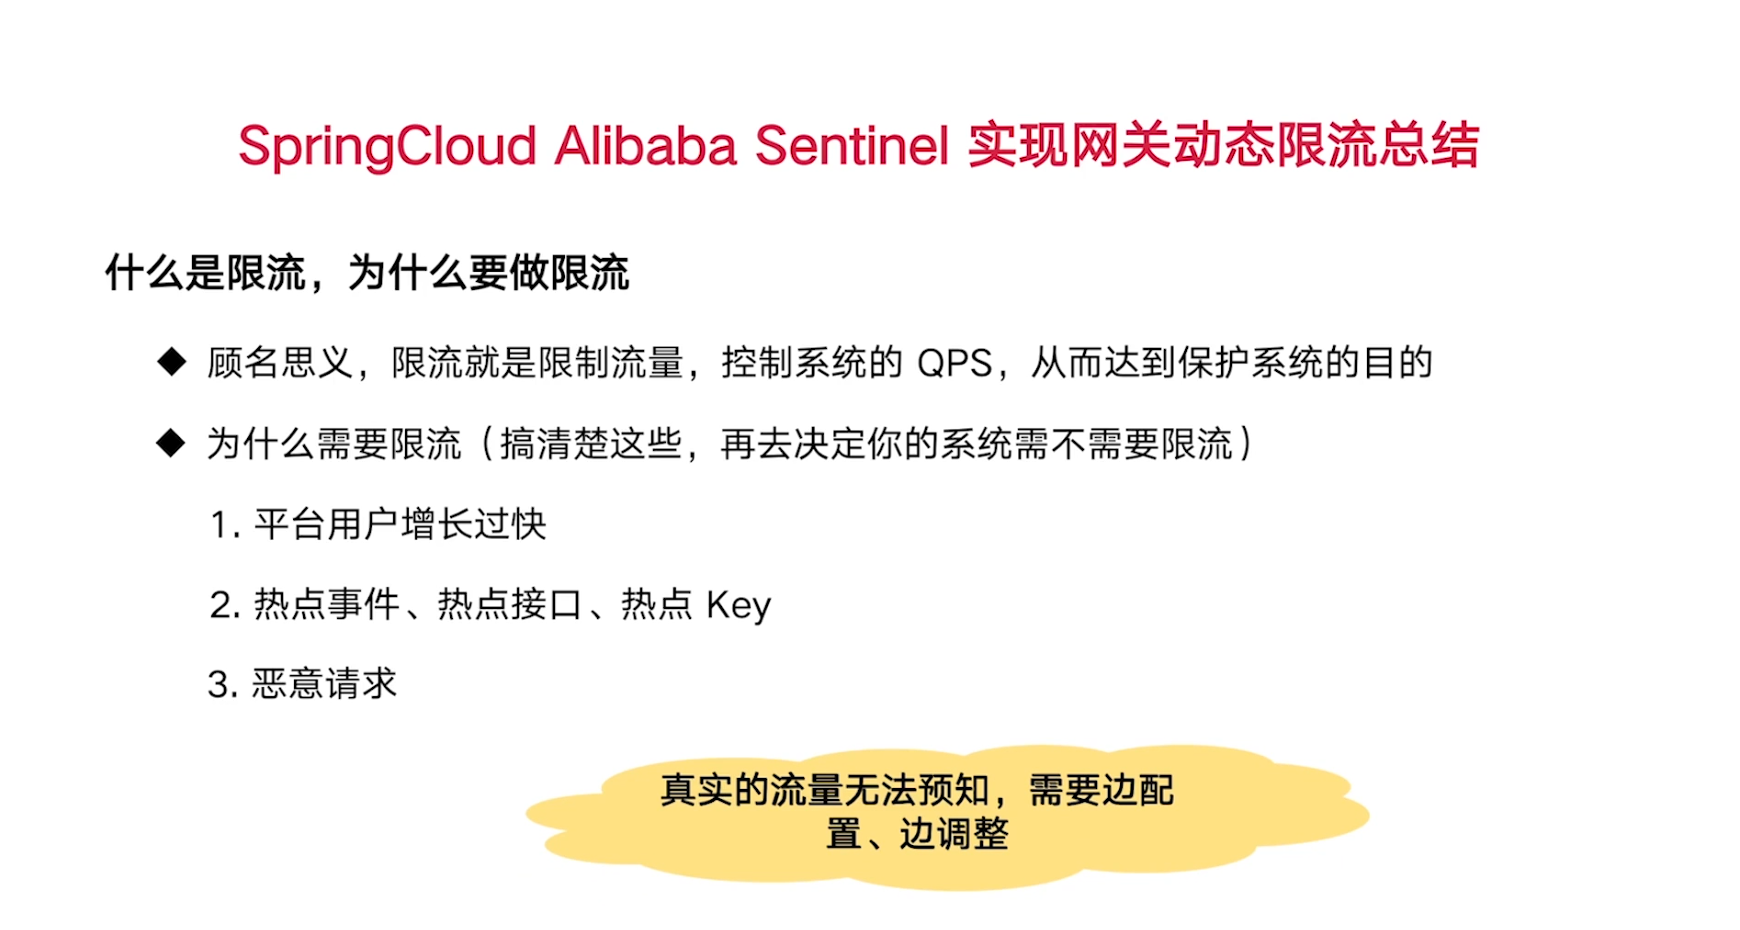 SpringCloud Alibaba Sentinel 实现网关动态限流总结
什么是限流，为什么要做限流
◆ 顾名思义，限流就是限制流量，控制系统的 QPS，从而达到保护系统的目的
◆ 为什么需要限流（搞清楚这些，再去决定你的系统需不需要限流）
1. 平台用户增长过快
2. 热点事件、热点接口、热点 Key
3. 恶意请求
真实的流量无法预知，需要边配
置、边调整